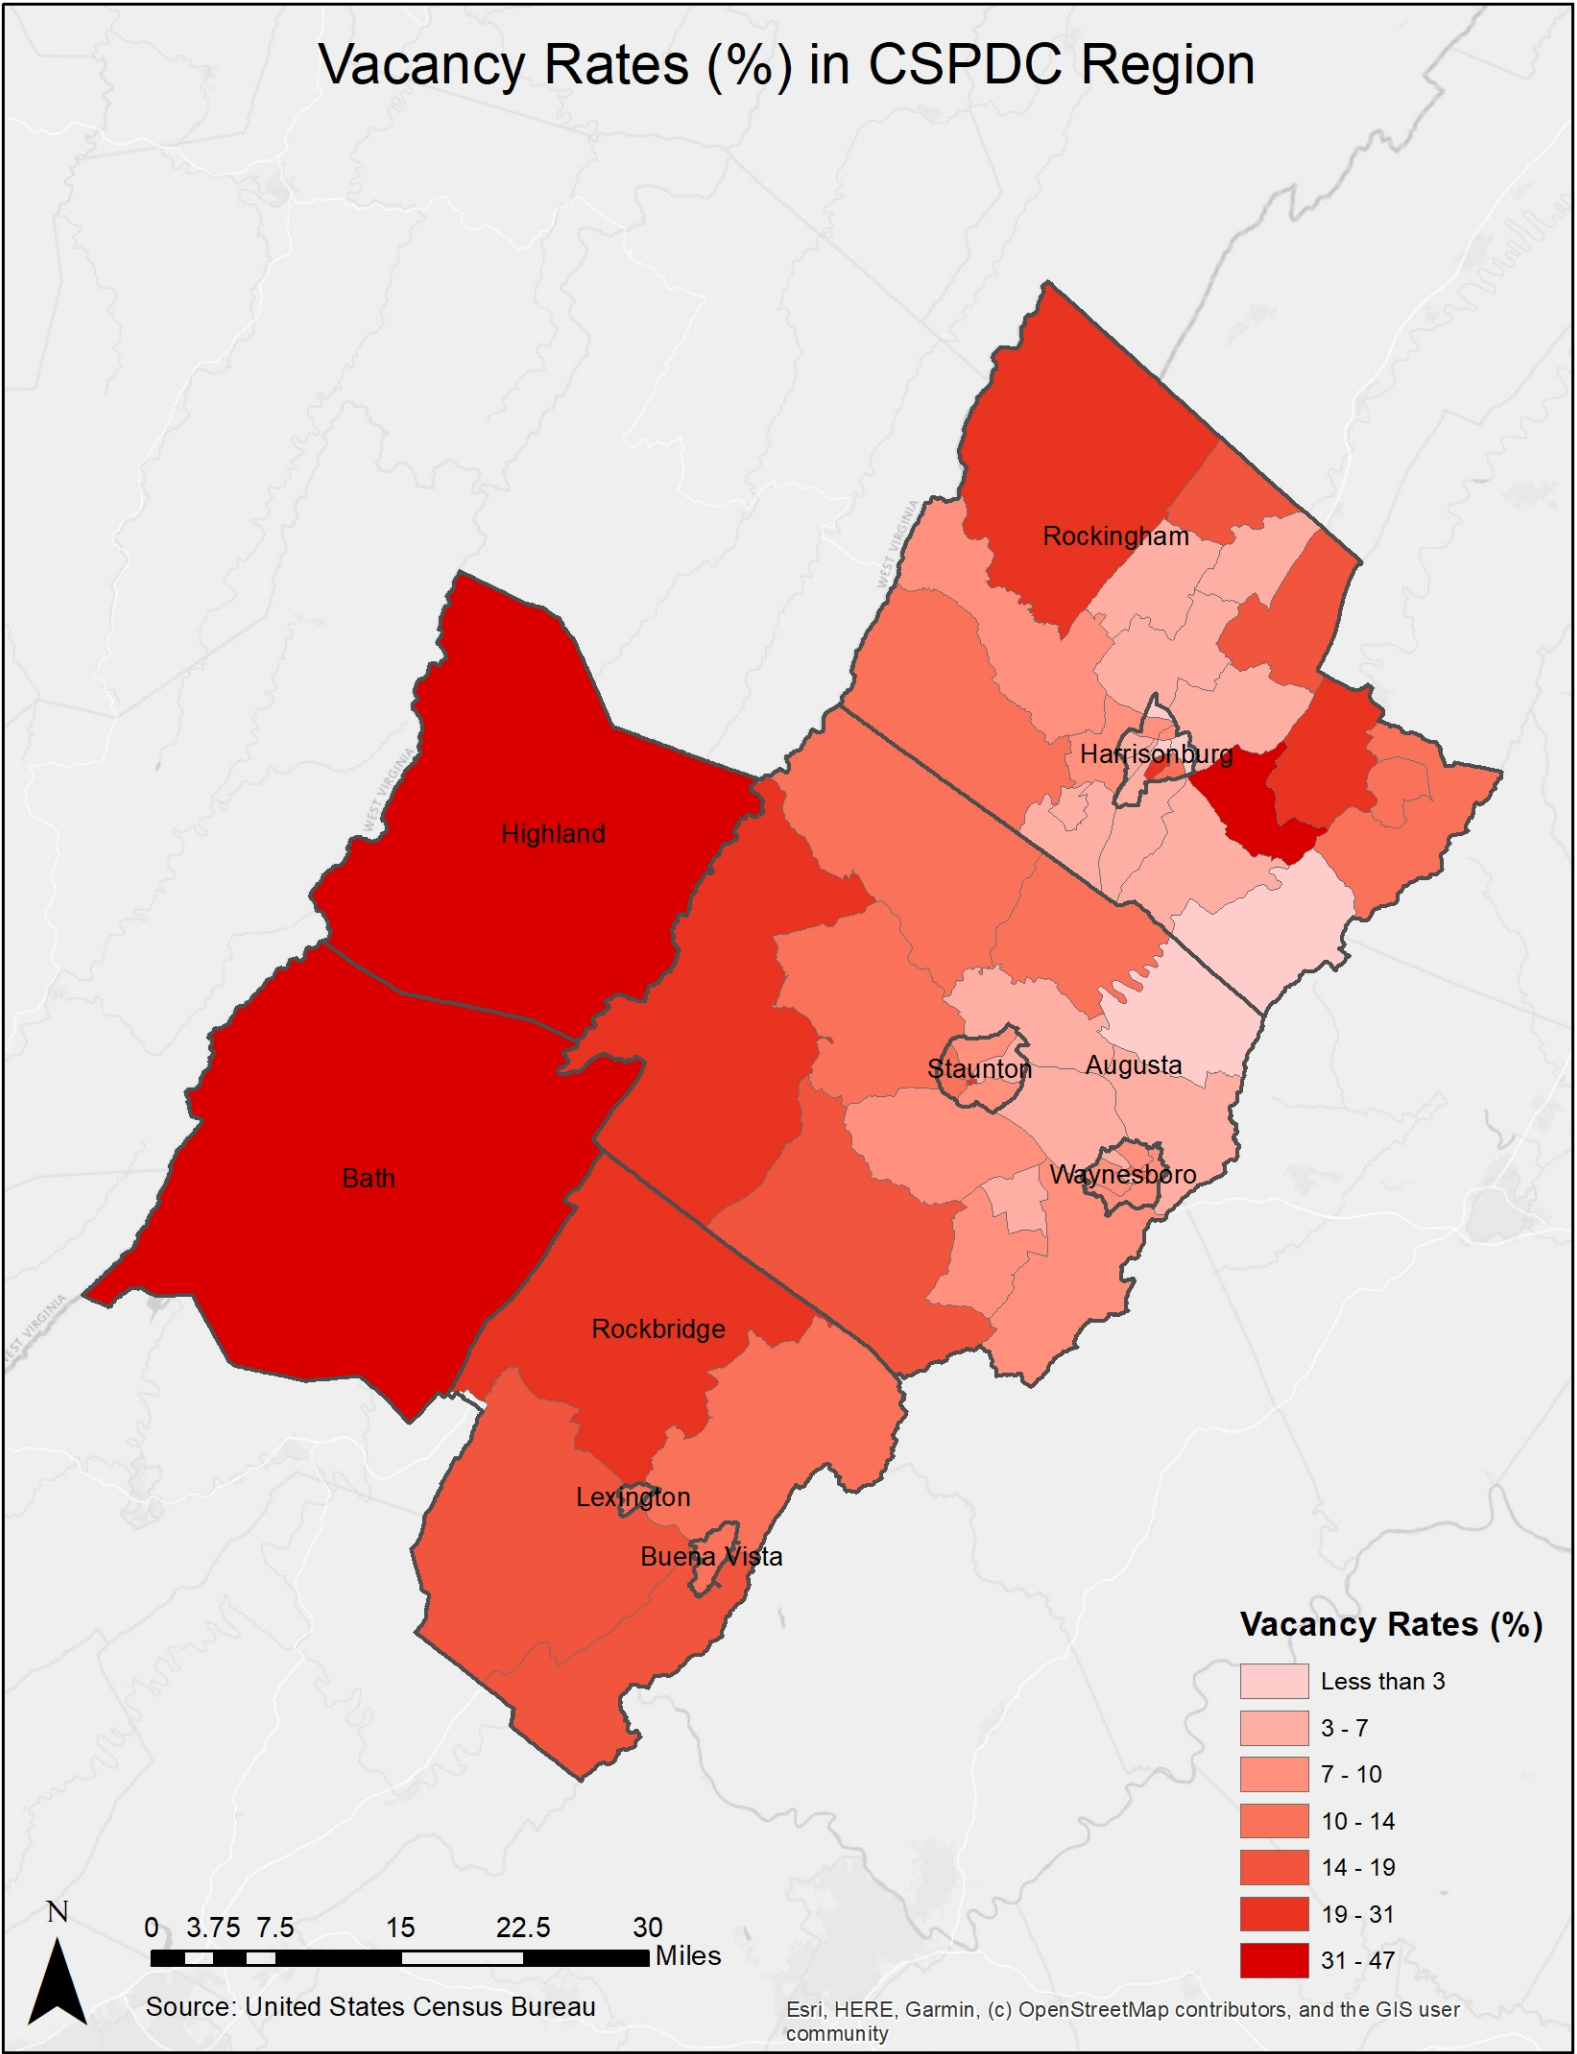 Vacancy Rates (%) in CSPDC Region
WEST VIRGINIA
Rockingham
Harrisonburg
WEST VIRGINIA
Highland
Staunton
Augusta
Waynesboro
Bath
WEST VIRGINIA
Rockbridge
Lexington
Buena Vista
Vacancy Rates (%)
Less than 3
3 - 7
7 - 10
10 - 14
14 - 19
19 - 31
31 - 47
N
0 3.75 7.5 15 22.5 30
Miles
Source: United States Census Bureau
Esri, HERE, Garmin, (c) OpenStreetMap contributors, and the GIS user
community